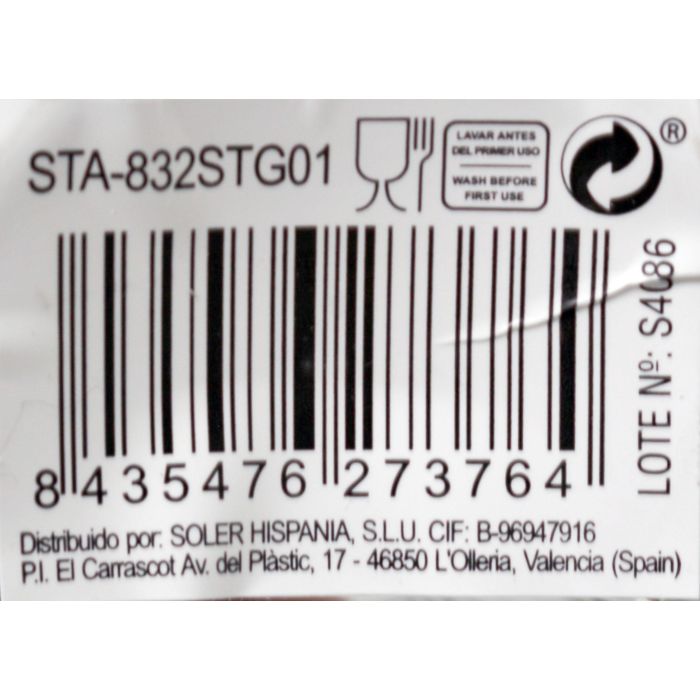 STA-832STG01
LAVAR ANTES
DEL PRIMER USO
WASH BEFORE
FIRST USE
®
LOTE Nº: S4086
8 435476 273764
Distribuido por: SOLER HISPANIA, S.L.U. CIF: B-96947916
P.I. El Carrascot Av. del Plàstic, 17 - 46850 L'Olleria, Valencia (Spain)